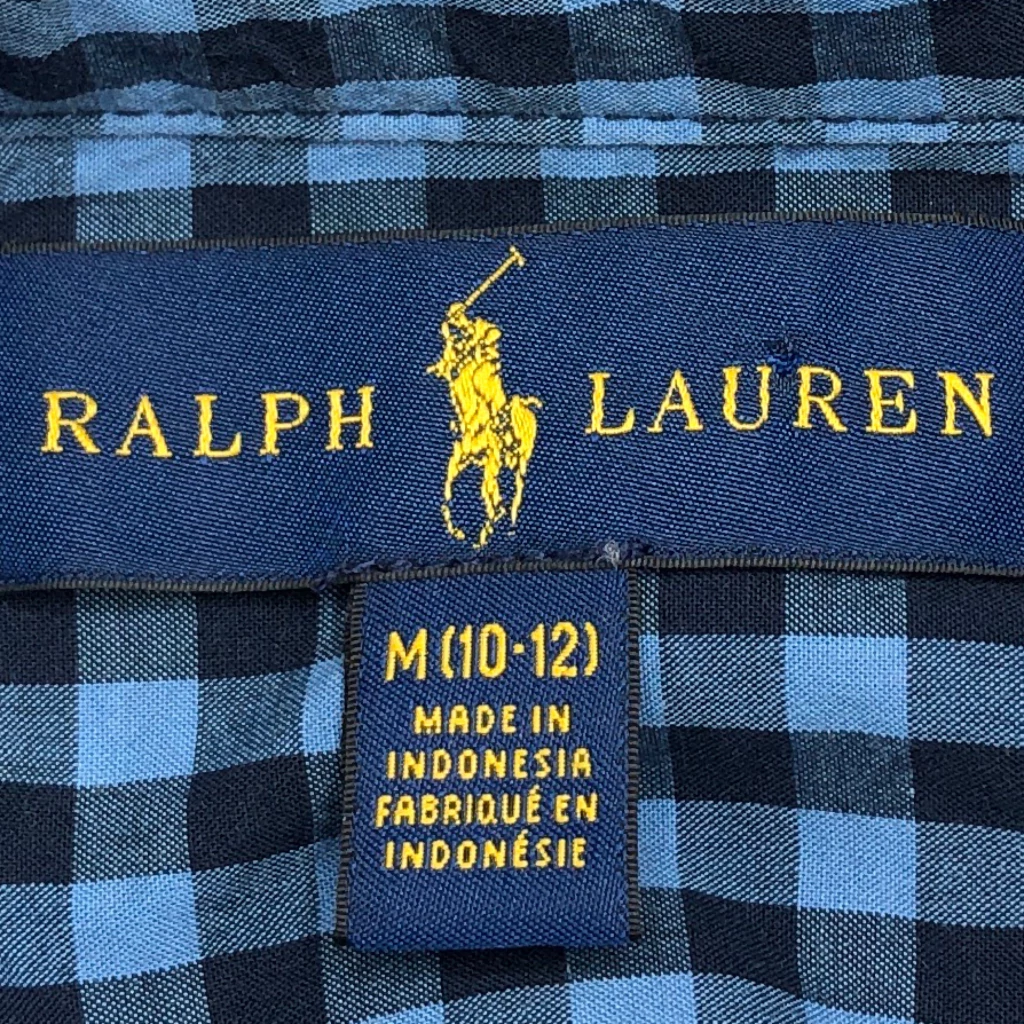 RALPH LAUREN
M (10-12)
MADE IN
INDONESIA
FABRIQUÉ EN
INDONÉSIE